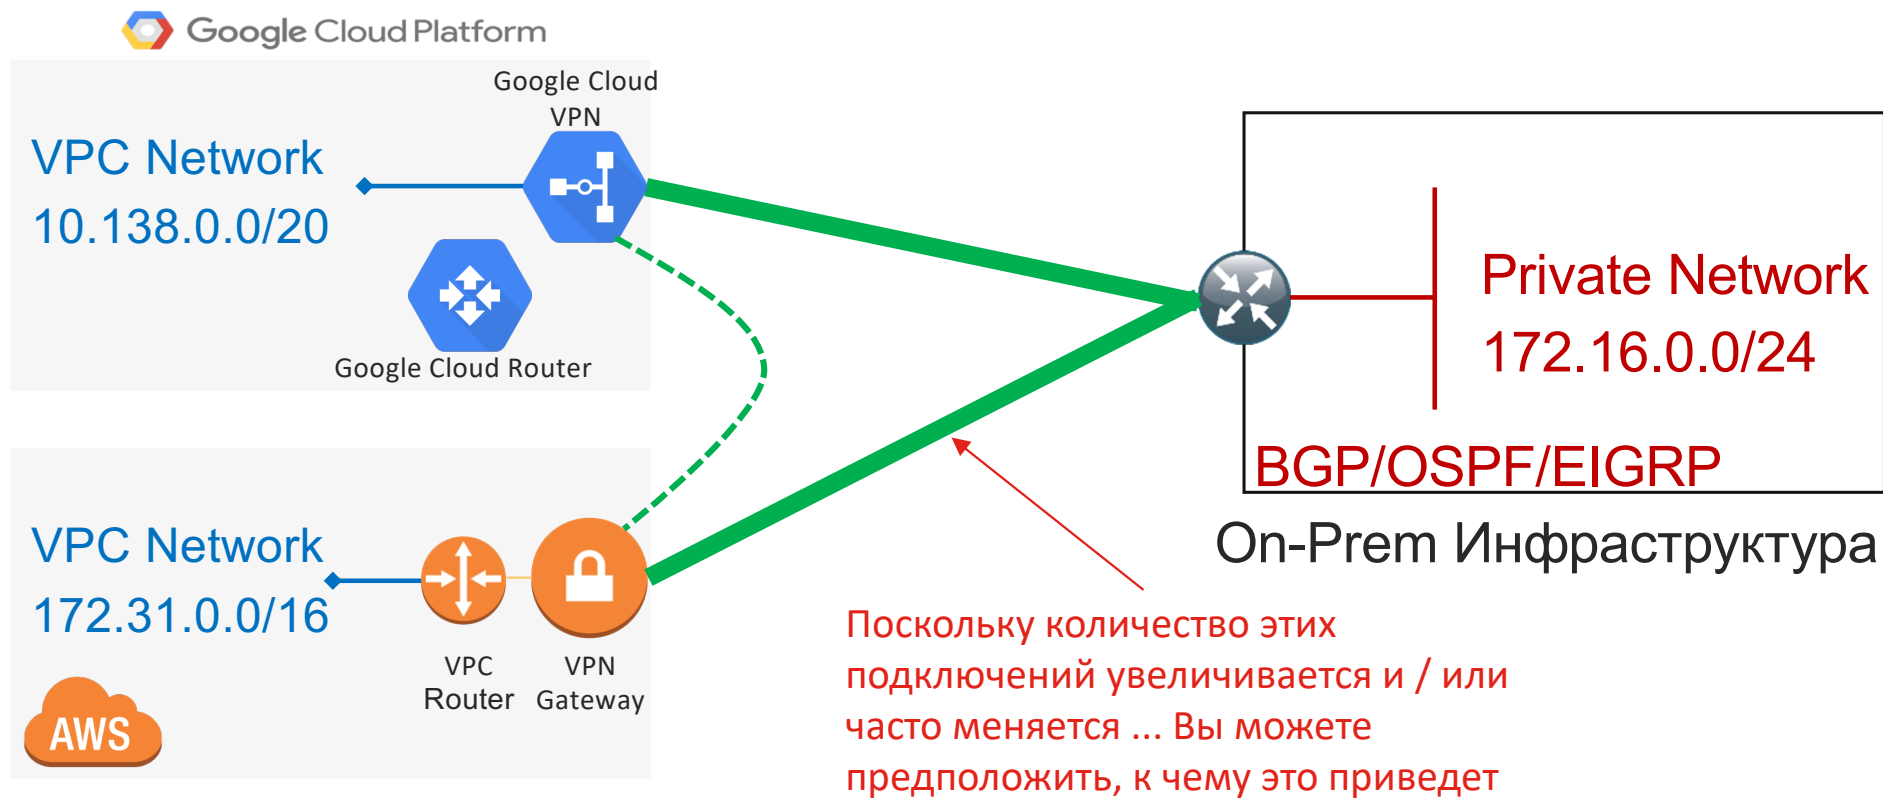 Google Cloud Platform
Google Cloud
VPN
VPC Network
10.138.0.0/20
Google Cloud Router
Private Network
172.16.0.0/24
BGP/OSPF/EIGRP
On-Prem Инфраструктура
VPC Network
172.31.0.0/16
VPC
Router
VPN
Gateway
AWS
Поскольку количество этих
подключений увеличивается и / или
часто меняется ... Вы можете
предположить, к чему это приведет